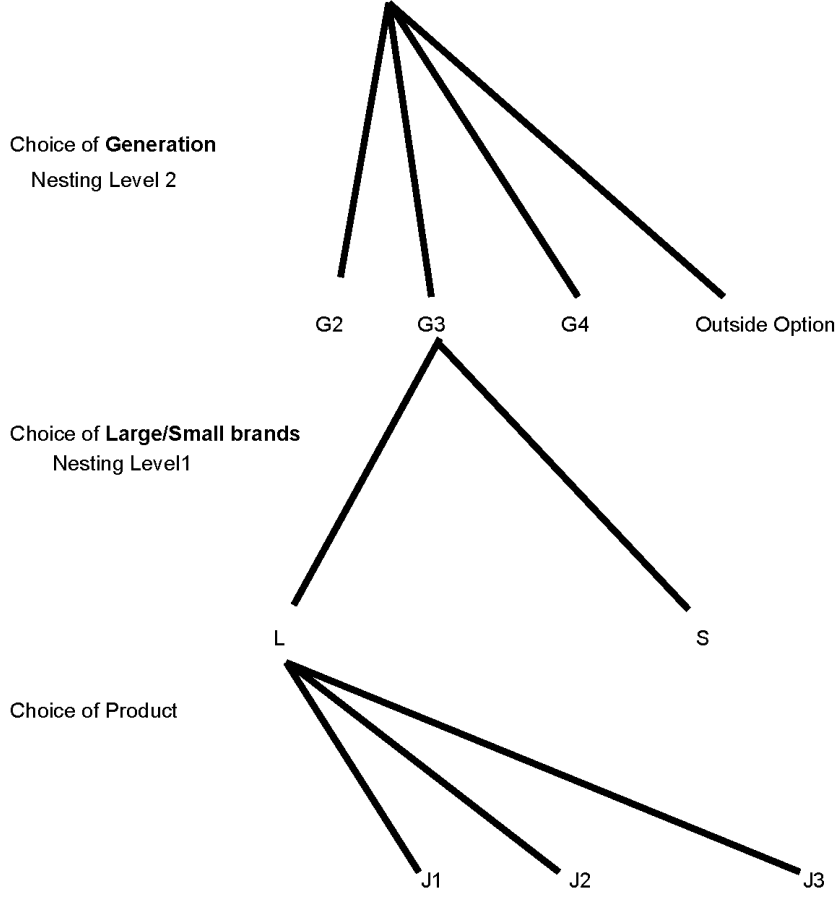 Choice of Generation
Nesting Level 2
G2
G3
G4
Outside Option
Choice of Large/Small brands
Nesting Level1
L
S
Choice of Product
J1
J2
J3